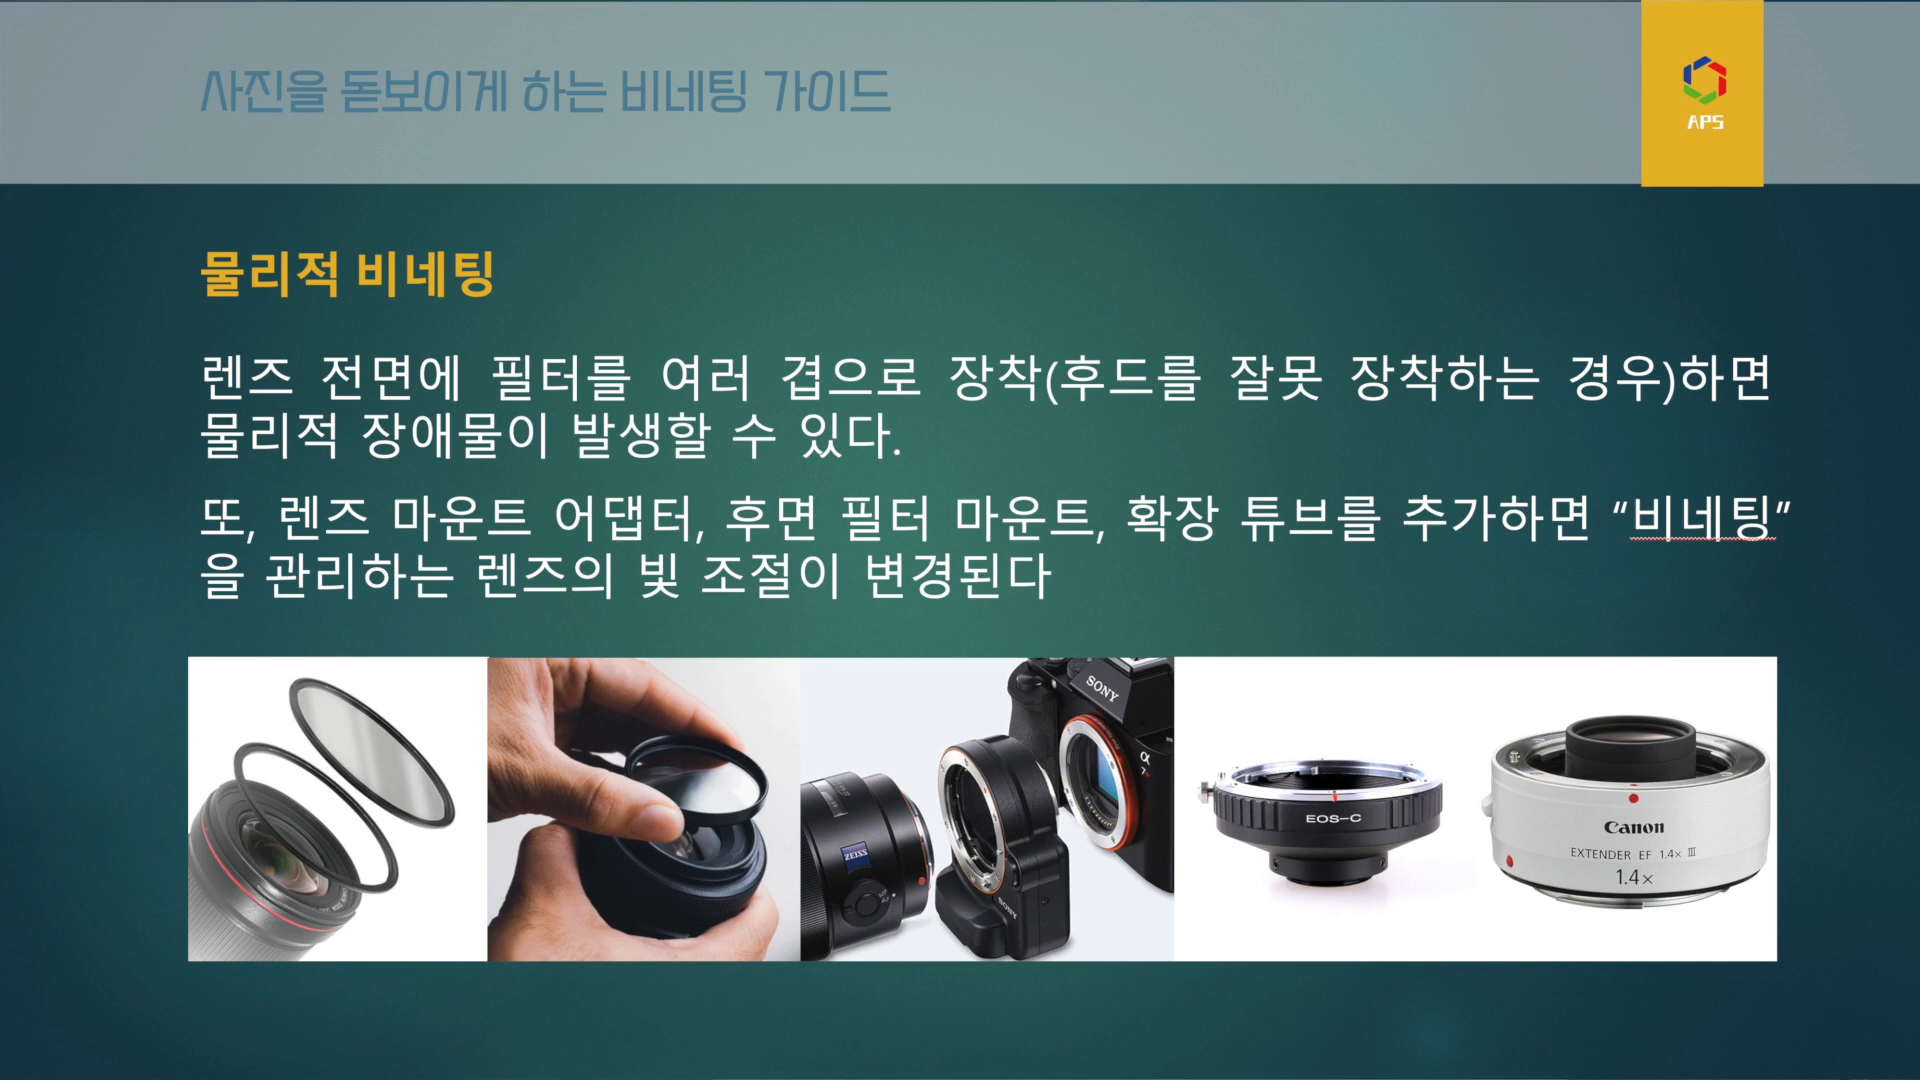 사진을 돋보이게 하는 비네팅 가이드
APS
물리적 비네팅
렌즈 전면에 필터를 여러 겹으로 장착(후드를 잘못 장착하는 경우)하면
물리적 장애물이 발생할 수 있다.
또, 렌즈 마운트 어댑터, 후면 필터 마운트, 확장 튜브를 추가하면 “비네팅”
을 관리하는 렌즈의 빛 조절이 변경된다
SONY
α
7
ZEISS
SONY
EOS-C
Canon
EXTENDER EF 1.4× III
1.4×